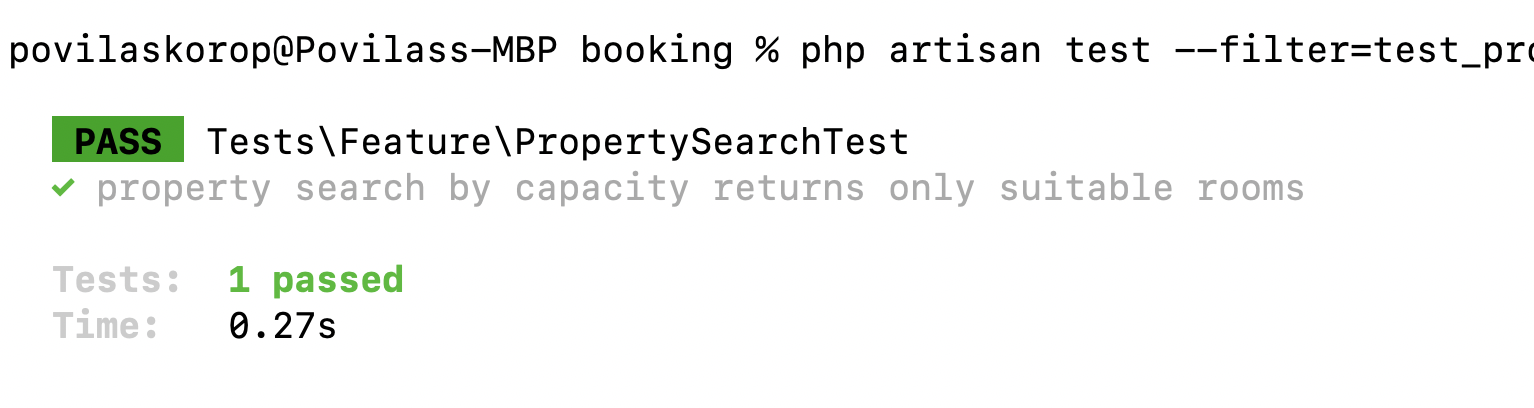 povilaskorop@Povilass-MBP booking % php artisan test --filter=test_pro
PASS Tests\Feature\PropertySearchTest
✓ property search by capacity returns only suitable rooms
Tests: 1 passed
Time: 0.27s